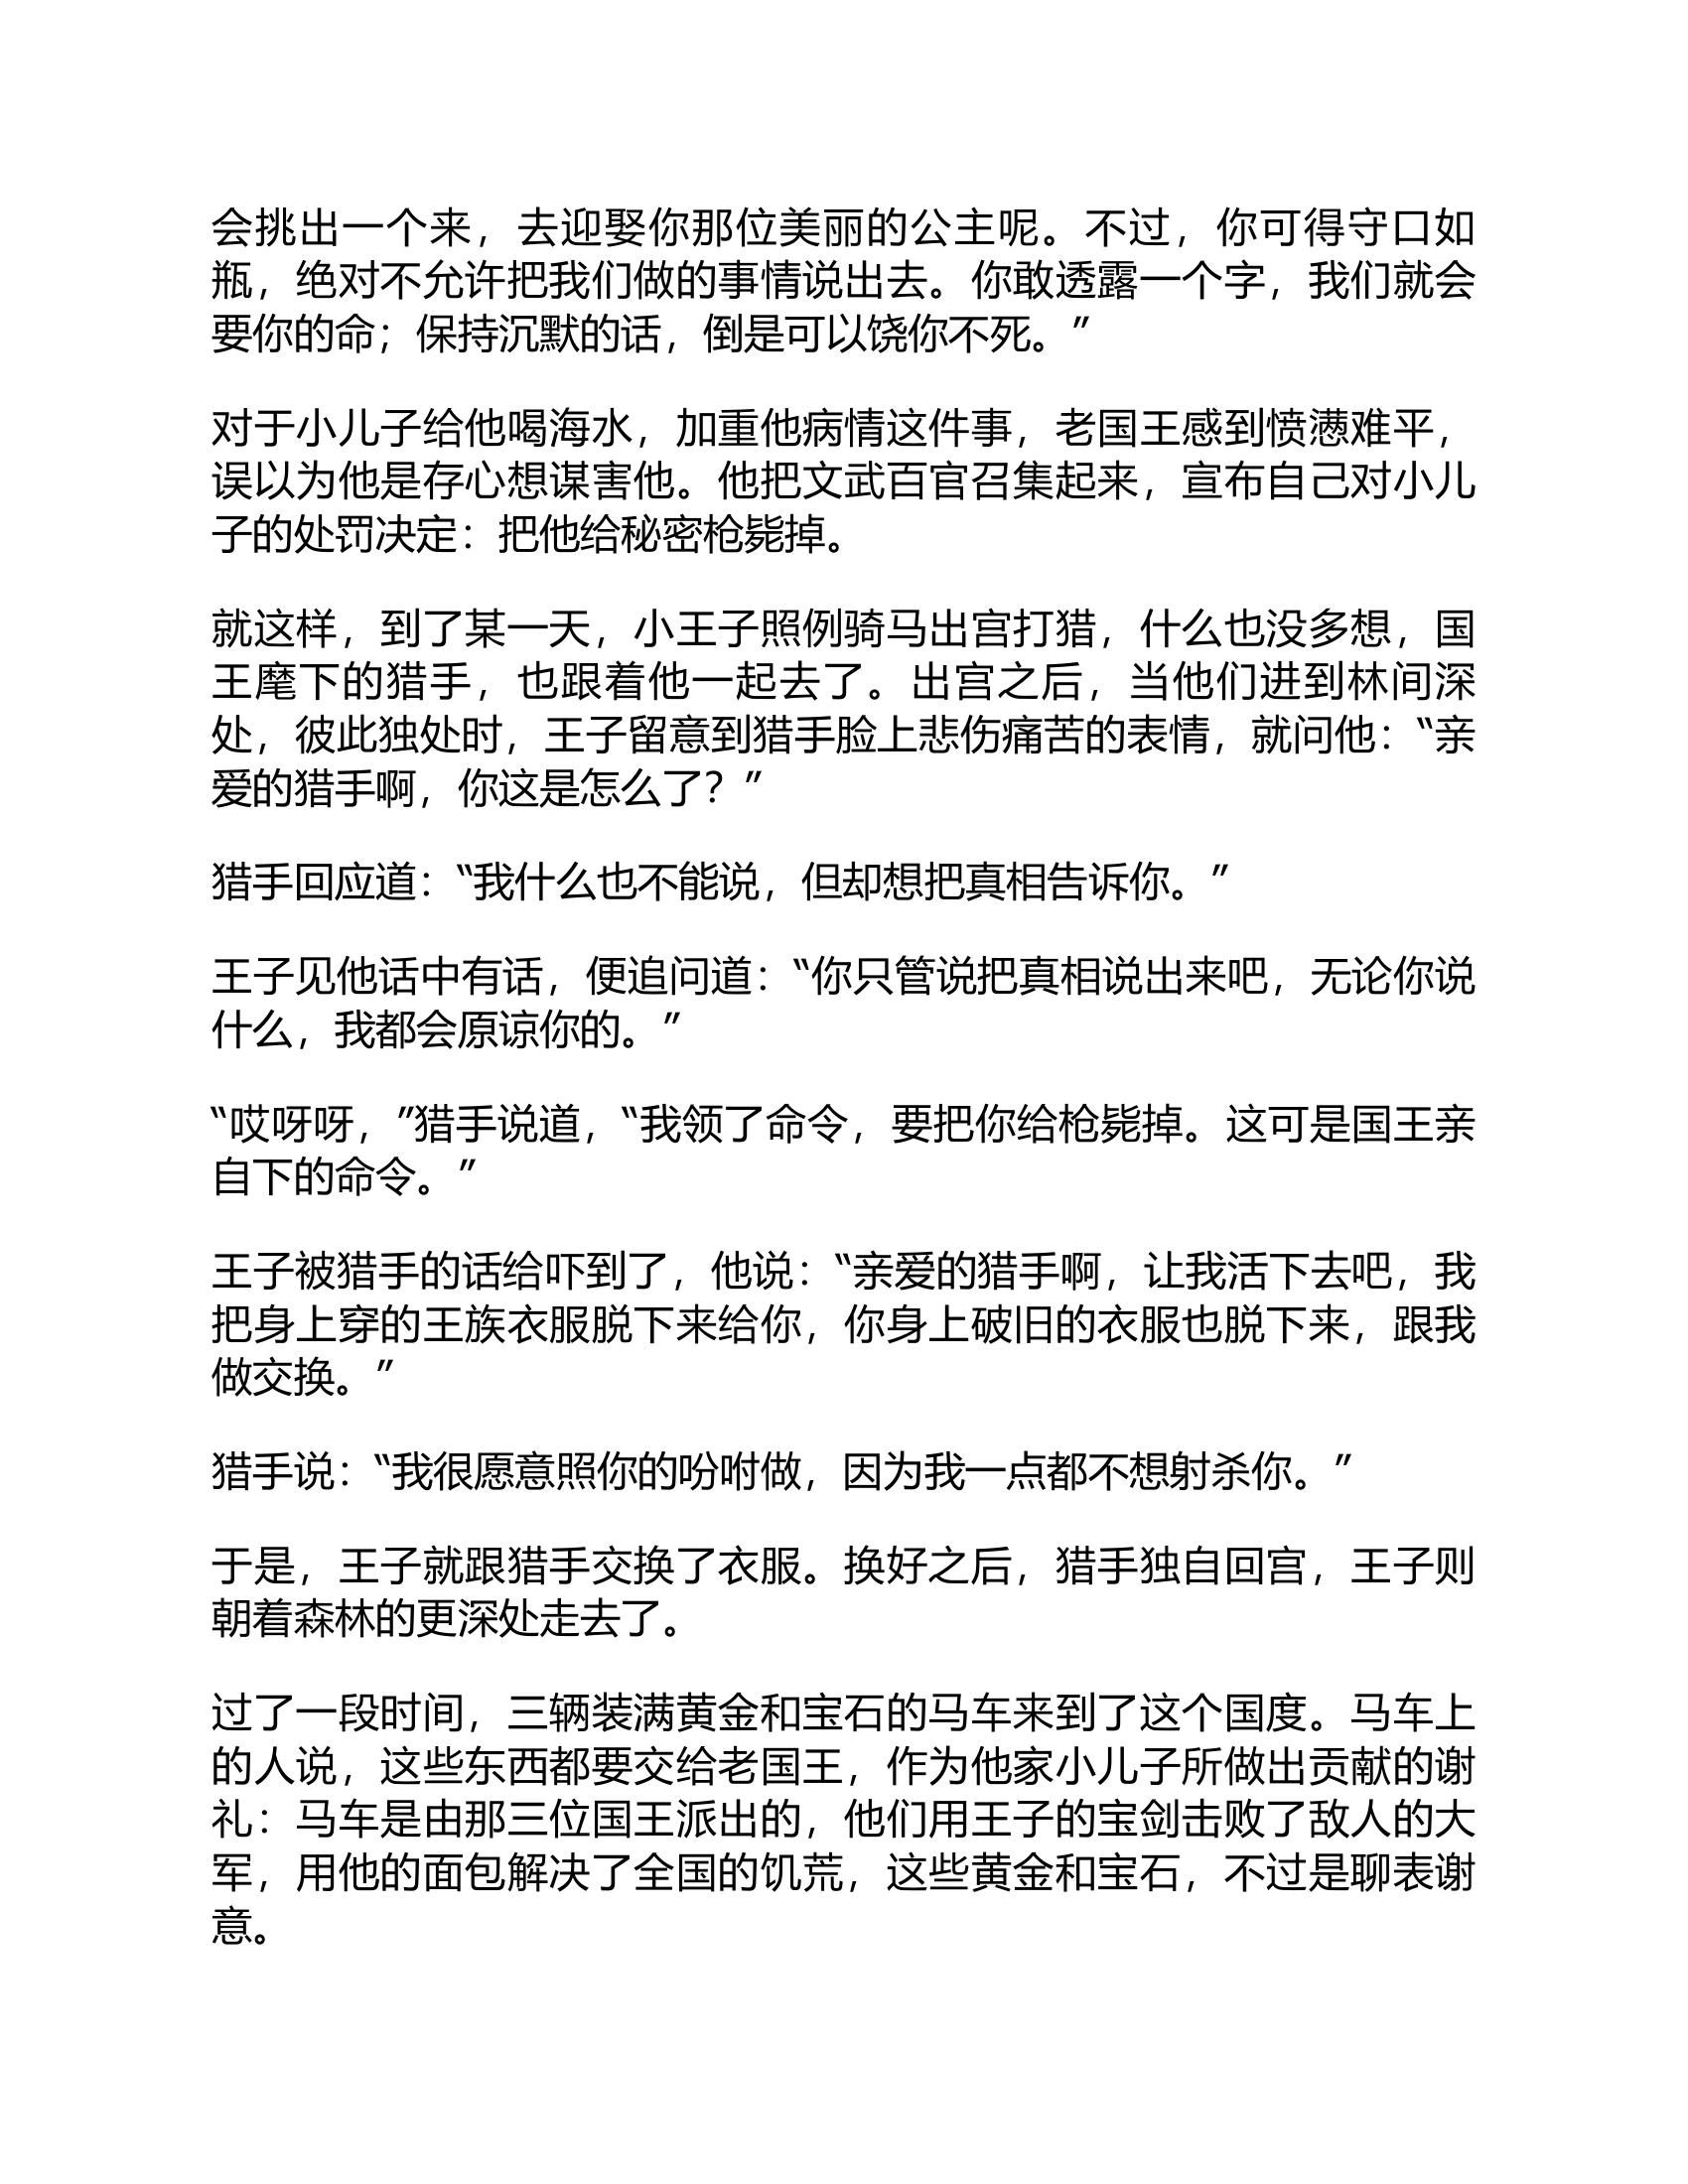 会挑出一个来，去迎娶你那位美丽的公主呢。不过，你可得守口如
瓶，绝对不允许把我们做的事情说出去。你敢透露一个字，我们就会
要你的命；保持沉默的话，倒是可以饶你不死。”
对于小儿子给他喝海水，加重他病情这件事，老国王感到愤懑难平，
误以为他是存心想谋害他。他把文武百官召集起来，宣布自己对小儿
子的处罚决定：把他给秘密枪毙掉。
就这样，到了某一天，小王子照例骑马出宫打猎，什么也没多想，国
王麾下的猎手，也跟着他一起去了。出宫之后，当他们进到林间深
处，彼此独处时，王子留意到猎手脸上悲伤痛苦的表情，就问他：“亲
爱的猎手啊，你这是怎么了？”
猎手回应道：“我什么也不能说，但却想把真相告诉你。”
王子见他话中有话，便追问道：“你只管说把真相说出来吧，无论你说
什么，我都会原谅你的。”
“哎呀呀，”猎手说道，“我领了命令，要把你给枪毙掉。这可是国王亲
自下的命令。”
王子被猎手的话给吓到了，他说：“亲爱的猎手啊，让我活下去吧，我
把身上穿的王族衣服脱下来给你，你身上破旧的衣服也脱下来，跟我
做交换。”
猎手说：“我很愿意照你的吩咐做，因为我一点都不想射杀你。”
于是，王子就跟猎手交换了衣服。换好之后，猎手独自回宫，王子则
朝着森林的更深处走去了。
过了一段时间，三辆装满黄金和宝石的马车来到了这个国度。马车上
的人说，这些东西都要交给老国王，作为他家小儿子所做出贡献的谢
礼：马车是由那三位国王派出的，他们用王子的宝剑击败了敌人的大
军，用他的面包解决了全国的饥荒，这些黄金和宝石，不过是聊表谢
意。